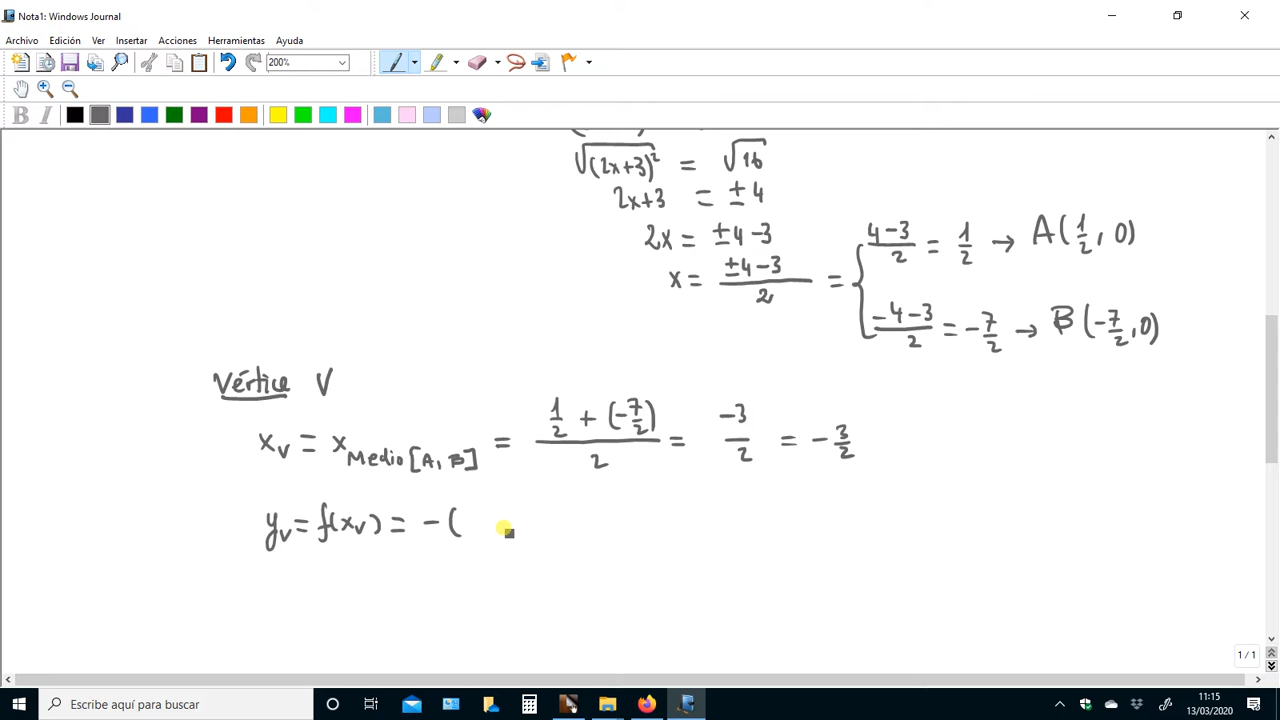 Nota1: Windows Journal
Archivo Edición Ver Insertar Acciones Herramientas Ayuda
200%
B I
√(2x+3)² = √16
2x+3 = ±4
2x = ±4-3
x = (±4-3)/2 = { (4-3)/2 = 1/2 → A(1/2, 0)
(-4-3)/2 = -7/2 → B(-7/2, 0)
Vértice V
x_V = x_Medio[A, B] = (1/2 + (-7/2))/2 = -3/2 = -3/2
y_V = f(x_V) = -(
1 / 1
Escribe aquí para buscar
11:15
13/03/2020